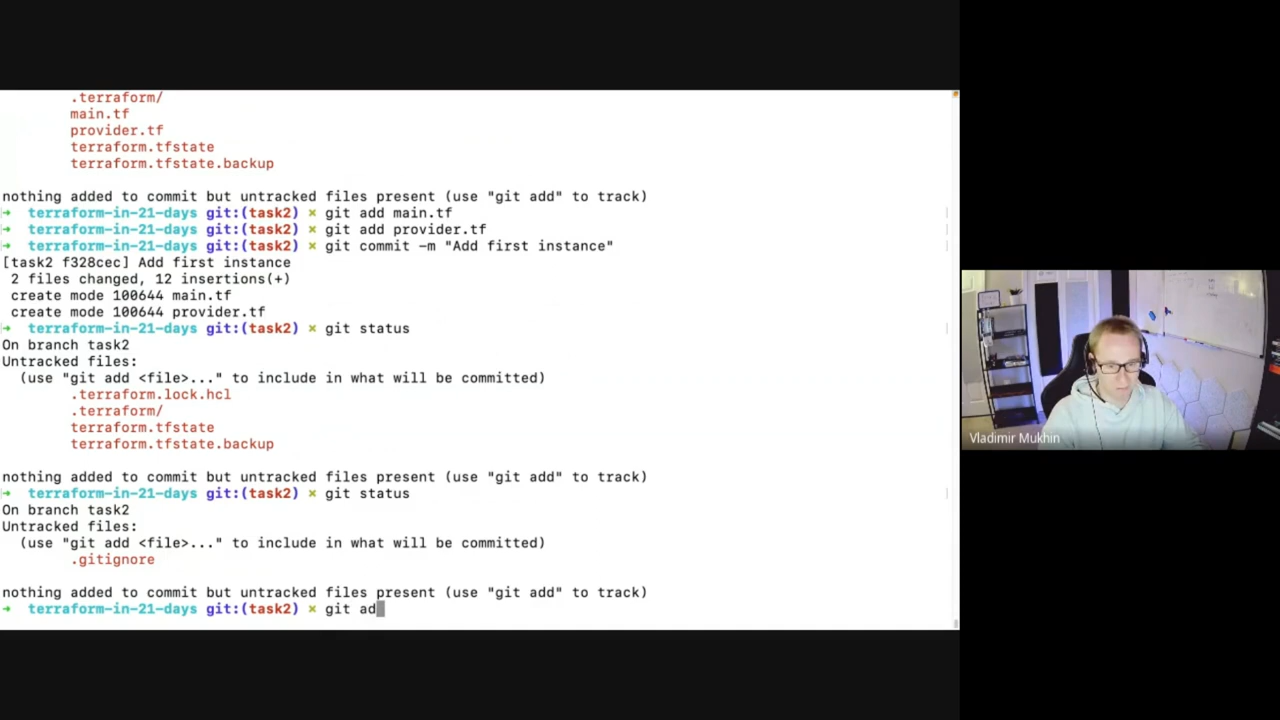 .terraform/
main.tf
provider.tf
terraform.tfstate
terraform.tfstate.backup
nothing added to commit but untracked files present (use "git add" to track)
➜ terraform-in-21-days git:(task2) ✗ git add main.tf
➜ terraform-in-21-days git:(task2) ✗ git add provider.tf
➜ terraform-in-21-days git:(task2) ✗ git commit -m "Add first instance"
[task2 f328cec] Add first instance
2 files changed, 12 insertions(+)
create mode 100644 main.tf
create mode 100644 provider.tf
➜ terraform-in-21-days git:(task2) ✗ git status
On branch task2
Untracked files:
(use "git add <file>..." to include in what will be committed)
.terraform.lock.hcl
.terraform/
terraform.tfstate
terraform.tfstate.backup
nothing added to commit but untracked files present (use "git add" to track)
➜ terraform-in-21-days git:(task2) ✗ git status
On branch task2
Untracked files:
(use "git add <file>..." to include in what will be committed)
.gitignore
nothing added to commit but untracked files present (use "git add" to track)
➜ terraform-in-21-days git:(task2) ✗ git ad
Vladimir Mukhin